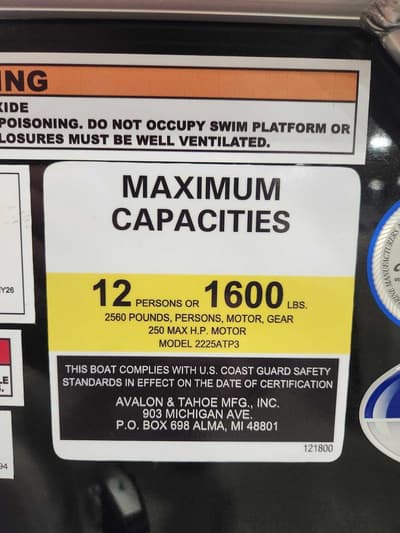 ING
XIDE
POISONING. DO NOT OCCUPY SWIM PLATFORM OR
LOSURES MUST BE WELL VENTILATED.
MAXIMUM
CAPACITIES
12 PERSONS OR 1600 LBS.
2560 POUNDS, PERSONS, MOTOR, GEAR
250 MAX H.P. MOTOR
MODEL 2225ATP3
THIS BOAT COMPLIES WITH U.S. COAST GUARD SAFETY
STANDARDS IN EFFECT ON THE DATE OF CERTIFICATION
AVALON & TAHOE MFG., INC.
903 MICHIGAN AVE.
P.O. BOX 698 ALMA, MI 48801
121800
Y26
LE
94